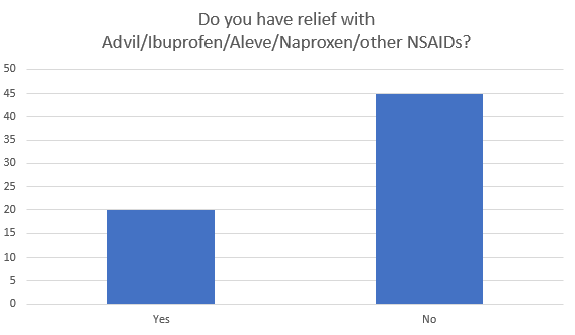 Do you have relief with
Advil/Ibuprofen/Aleve/Naproxen/other NSAIDs?
50
45
40
35
30
25
20
15
10
5
0
Yes
No